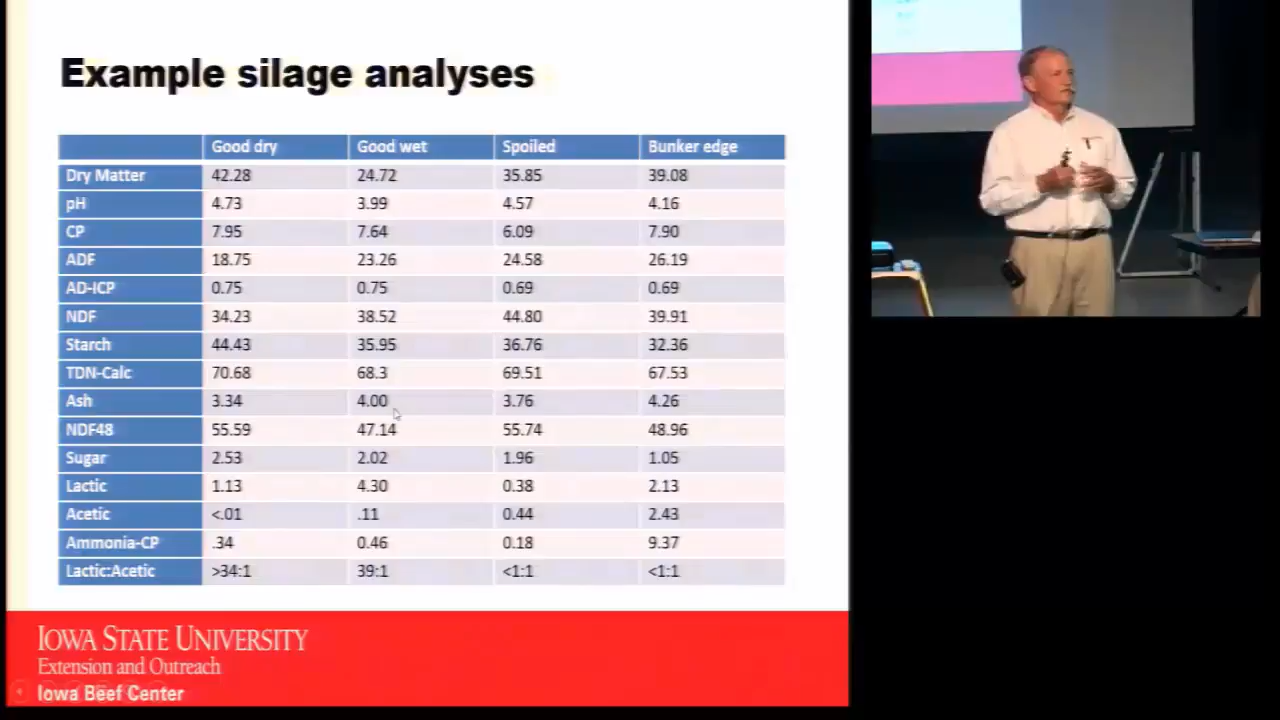 Example silage analyses
Good dry Good wet Spoiled Bunker edge
Dry Matter 42.28 24.72 35.85 39.08
pH 4.73 3.99 4.57 4.16
CP 7.95 7.64 6.09 7.90
ADF 18.75 23.26 24.58 26.19
AD-ICP 0.75 0.75 0.69 0.69
NDF 34.23 38.52 44.80 39.91
Starch 44.43 35.95 36.76 32.36
TDN-Calc 70.68 68.3 69.51 67.53
Ash 3.34 4.00 3.76 4.26
NDF48 55.59 47.14 55.74 48.96
Sugar 2.53 2.02 1.96 1.05
Lactic 1.13 4.30 0.38 2.13
Acetic <.01 .11 0.44 2.43
Ammonia-CP .34 0.46 0.18 9.37
Lactic:Acetic >34:1 39:1 <1:1 <1:1
IOWA STATE UNIVERSITY
Extension and Outreach
Iowa Beef Center